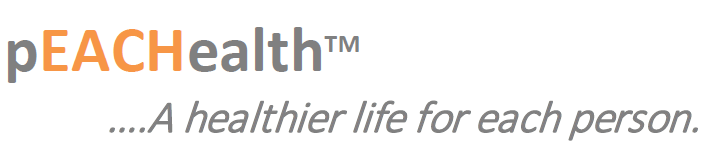 pEACHealth™
....A healthier life for each person.